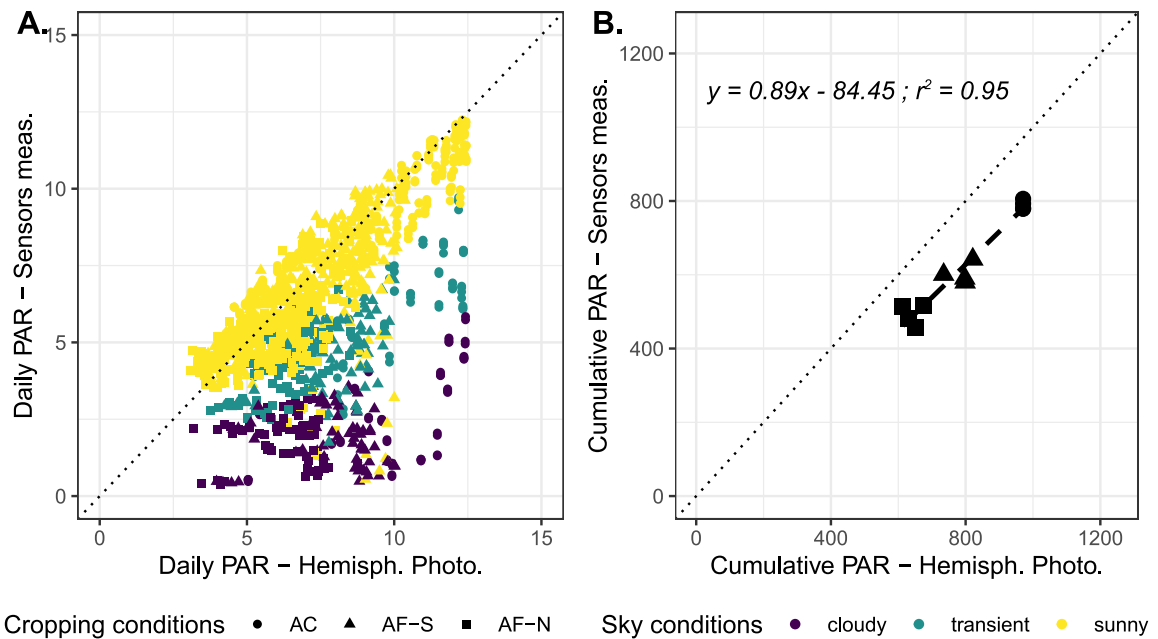 A.
15
10
5
0
0 5 10 15
Daily PAR − Sensors meas.
Daily PAR − Hemisph. Photo.
B.
y = 0.89x - 84.45 ; r² = 0.95
1200
800
400
0
0 400 800 1200
Cumulative PAR − Sensors meas.
Cumulative PAR − Hemisph. Photo.
Cropping conditions AC AF−S AF−N Sky conditions cloudy transient sunny